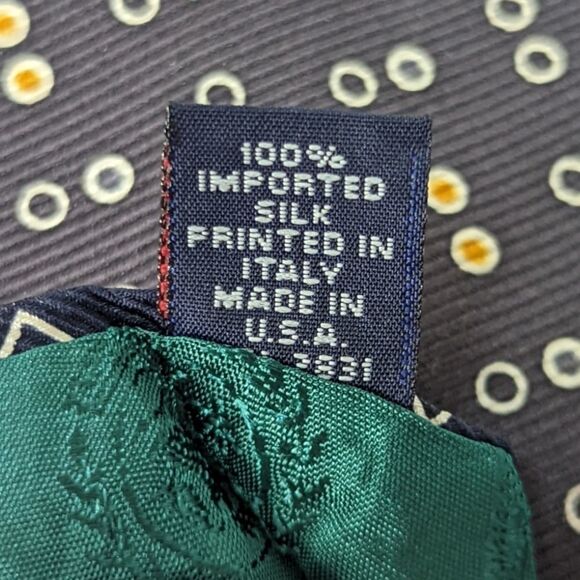 100%
IMPORTED
SILK
PRINTED IN
ITALY
MADE IN
U.S.A.
3831